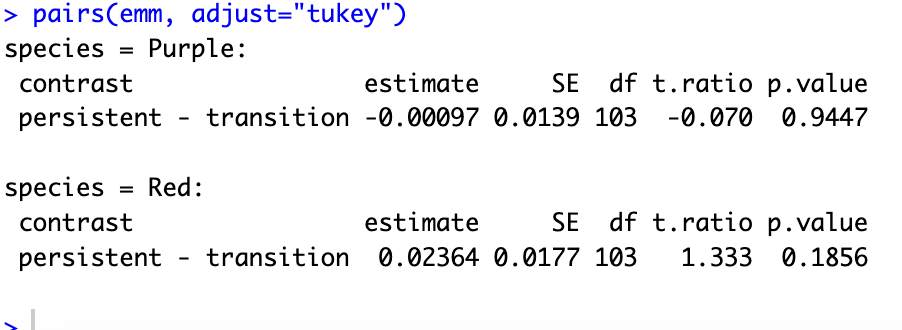 > pairs(emm, adjust="tukey")
species = Purple:
 contrast                estimate     SE  df t.ratio p.value
 persistent - transition -0.00097 0.0139 103  -0.070  0.9447

species = Red:
 contrast                estimate     SE  df t.ratio p.value
 persistent - transition  0.02364 0.0177 103   1.333  0.1856

>